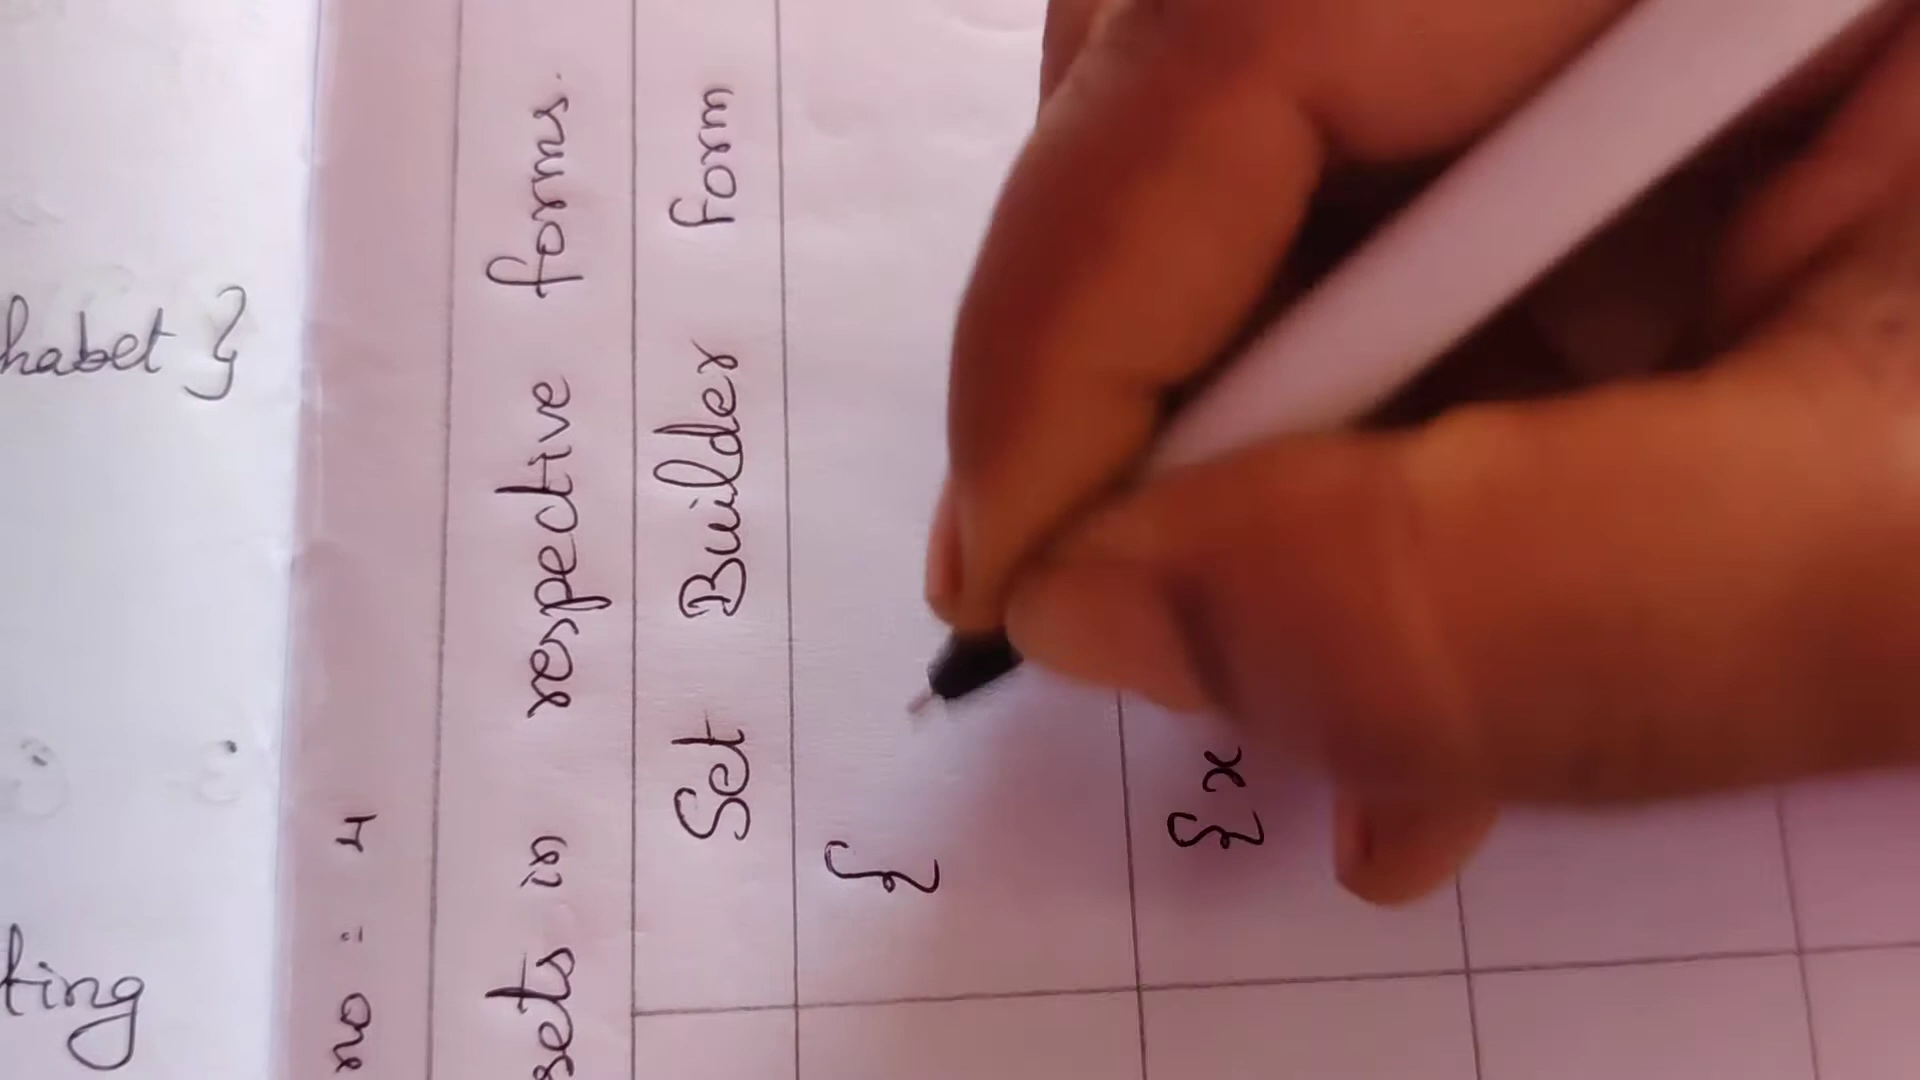 habet }
ting
no : 4
sets in respective forms.
Set Builder form
{
{x